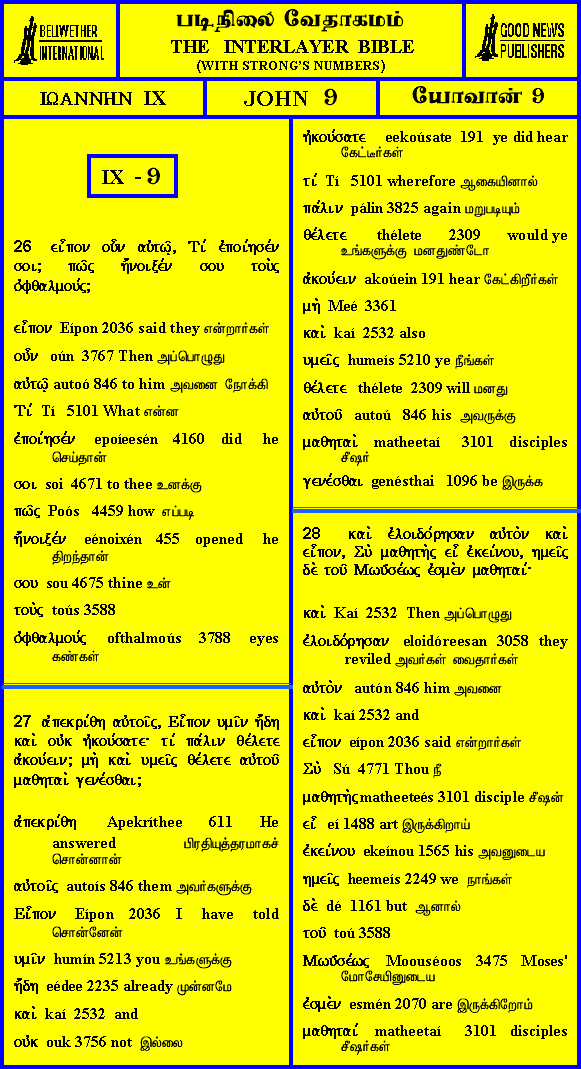 BELLWETHER
INTERNATIONAL
படிநிலை வேதாகமம்
THE INTERLAYER BIBLE
(WITH STRONG'S NUMBERS)
GOOD NEWS
PUBLISHERS
ΙΩΑΝΝΗΝ IX
JOHN 9
யோவான் 9
IX - 9
26 εἶπον οὖν αὐτῷ, Τί ἐποίησέν
σοι; πῶς ἤνοιξέν σου τοὺς
ὀφθαλμούς;
εἶπον Eípon 2036 said they என்றார்கள்
οὖν oún 3767 Then அப்பொழுது
αὐτῷ autoó 846 to him அவனை நோக்கி
Τί Tí 5101 What என்ன
ἐποίησέν epoíeesén 4160 did he
செய்தான்
σοι soi 4671 to thee உனக்கு
πῶς Poós 4459 how எப்படி
ἤνοιξέν eénoixén 455 opened he
திறந்தான்
σου sou 4675 thine உன்
τοὺς toús 3588
ὀφθαλμούς ofthalmoús 3788 eyes
கண்கள்
27 ἀπεκρίθη αὐτοῖς, Εἶπον υμῖν ἤδη
καὶ οὐκ ἠκούσατε· τί πάλιν θέλετε
ἀκούειν; μὴ καὶ υμεῖς θέλετε αὐτοῦ
μαθηταὶ γενέσθαι;
ἀπεκρίθη Apekríthee 611 He
answered பிரதியுத்தரமாகச்
சொன்னான்
αὐτοῖς autoís 846 them அவர்களுக்கு
Εἶπον Eípon 2036 I have told
சொன்னேன்
υμῖν humín 5213 you உங்களுக்கு
ἤδη eédee 2235 already முன்னமே
καὶ kaí 2532 and
οὐκ ouk 3756 not இல்லை
ἠκούσατε eekoúsate 191 ye did hear
கேட்டீர்கள்
τί Tí 5101 wherefore ஆகையினால்
πάλιν pálin 3825 again மறுபடியும்
θέλετε thélete 2309 would ye
உங்களுக்கு மனதுண்டோ
ἀκούειν akoúein 191 hear கேட்கிறீர்கள்
μὴ Meé 3361
καὶ kaí 2532 also
υμεῖς humeís 5210 ye நீங்கள்
θέλετε thélete 2309 will மனது
αὐτοῦ autoú 846 his அவருக்கு
μαθηταὶ matheetaí 3101 disciples
சீஷர்
γενέσθαι genésthai 1096 be இருக்க
28 καὶ ἐλοιδόρησαν αὐτὸν καὶ
εἶπον, Σὺ μαθητὴς εἶ ἐκείνου, ημεῖς
δὲ τοῦ Μωΰσέως ἐσμὲν μαθηταί·
καὶ Kaí 2532 Then அப்பொழுது
ἐλοιδόρησαν eloidóreesan 3058 they
reviled அவர்கள் வைதார்கள்
αὐτὸν autón 846 him அவனை
καὶ kaí 2532 and
εἶπον eípon 2036 said என்றார்கள்
Σὺ Sú 4771 Thou நீ
μαθητὴς matheeteés 3101 disciple சீஷன்
εἶ eí 1488 art இருக்கிறாய்
ἐκείνου ekeínou 1565 his அவனுடைய
ημεῖς heemeís 2249 we நாங்கள்
δὲ dé 1161 but ஆனால்
τοῦ toú 3588
Μωΰσέως Moouséoos 3475 Moses'
மோசேயினுடைய
ἐσμὲν esmén 2070 are இருக்கிறோம்
μαθηταί matheetaí 3101 disciples
சீஷர்கள்